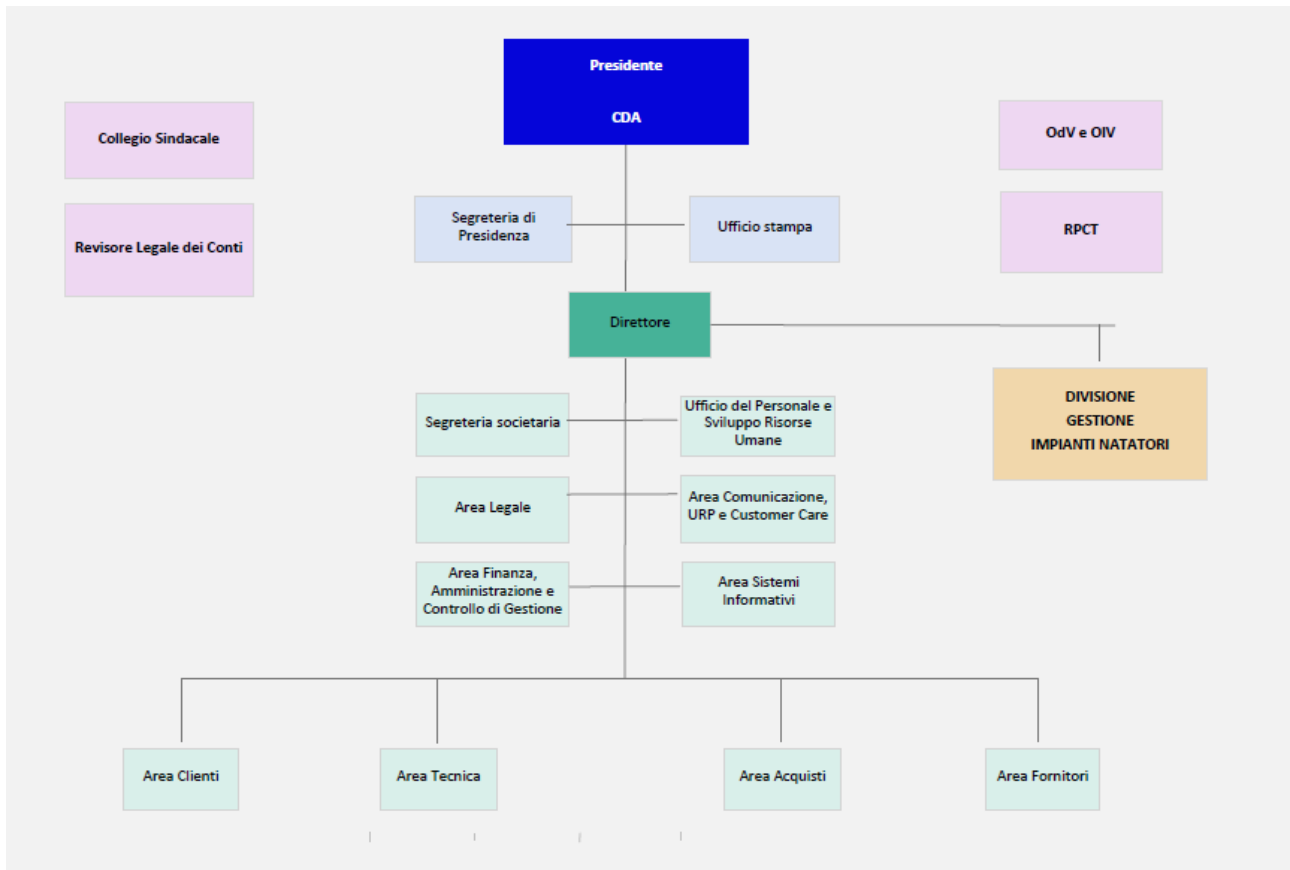 Presidente
CDA
Collegio Sindacale
OdV e OIV
Revisore Legale dei Conti
RPCT
Segreteria di
Presidenza
Ufficio stampa
Direttore
DIVISIONE
GESTIONE
IMPIANTI NATATORI
Segreteria societaria
Ufficio del Personale e
Sviluppo Risorse
Umane
Area Legale
Area Comunicazione,
URP e Customer Care
Area Finanza,
Amministrazione e
Controllo di Gestione
Area Sistemi
Informativi
Area Clienti
Area Tecnica
Area Acquisti
Area Fornitori